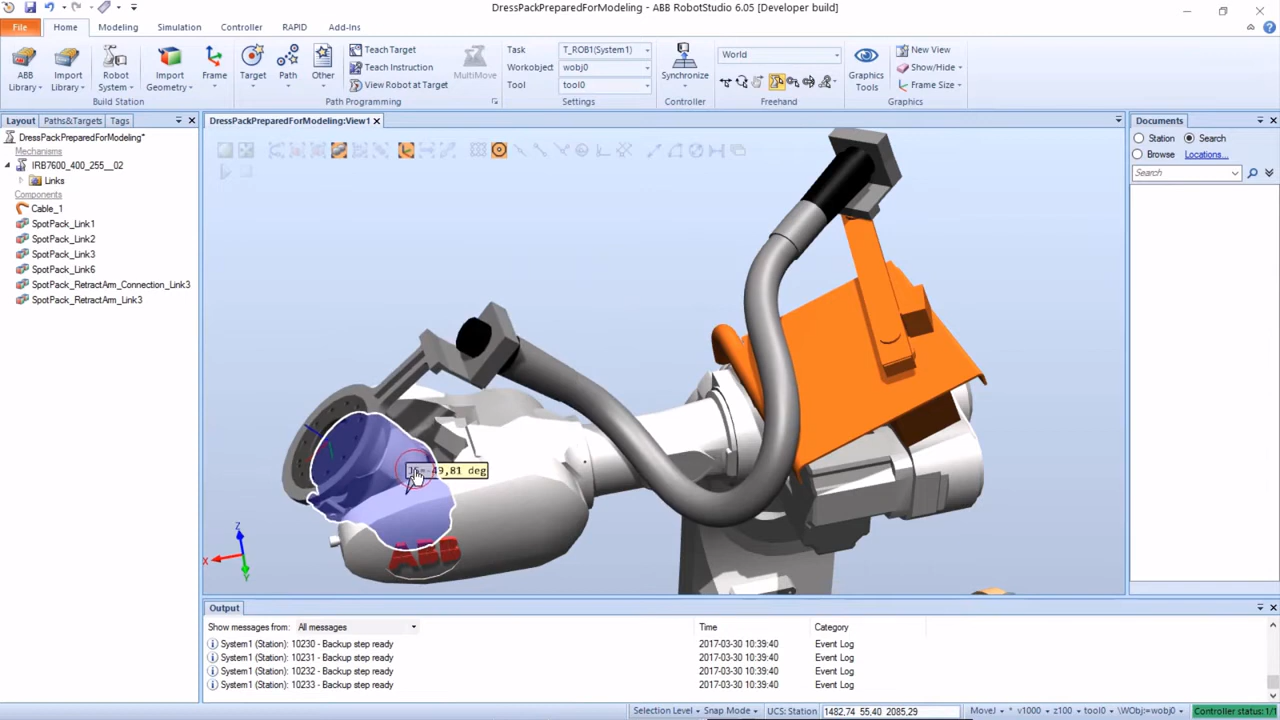 DressPackPreparedForModeling - ABB RobotStudio 6.05 [Developer build]
File Home Modeling Simulation Controller RAPID Add-Ins
ABB Library
Import Library
Robot System
Import Geometry
Frame
Build Station
Target
Path
Other
Teach Target
Teach Instruction
View Robot at Target
MultiMove
Path Programming
Task T_ROB1(System1)
Workobject wobj0
Tool tool0
Settings
Synchronize
Controller
World
Freehand
Graphics Tools
New View
Show/Hide
Frame Size
Graphics
Layout Paths&Targets Tags
DressPackPreparedForModeling*
Mechanisms
IRB7600_400_255__02
Links
Components
Cable_1
SpotPack_Link1
SpotPack_Link2
SpotPack_Link3
SpotPack_Link6
SpotPack_RetractArm_Connection_Link3
SpotPack_RetractArm_Link3
DressPackPreparedForModeling:View1
49,81 deg
ABB
Z
X
Y
Documents
Station Search
Browse Locations...
Search
Output
Show messages from: All messages Time Category
System1 (Station): 10230 - Backup step ready 2017-03-30 10:39:40 Event Log
System1 (Station): 10231 - Backup step ready 2017-03-30 10:39:40 Event Log
System1 (Station): 10232 - Backup step ready 2017-03-30 10:39:40 Event Log
System1 (Station): 10233 - Backup step ready 2017-03-30 10:39:40 Event Log
Selection Level Snap Mode UCS: Station 1482,74 55,40 2085,29 MoveJ * v1000 z100 tool0 \WObj:=wobj0 Controller status: 1/1